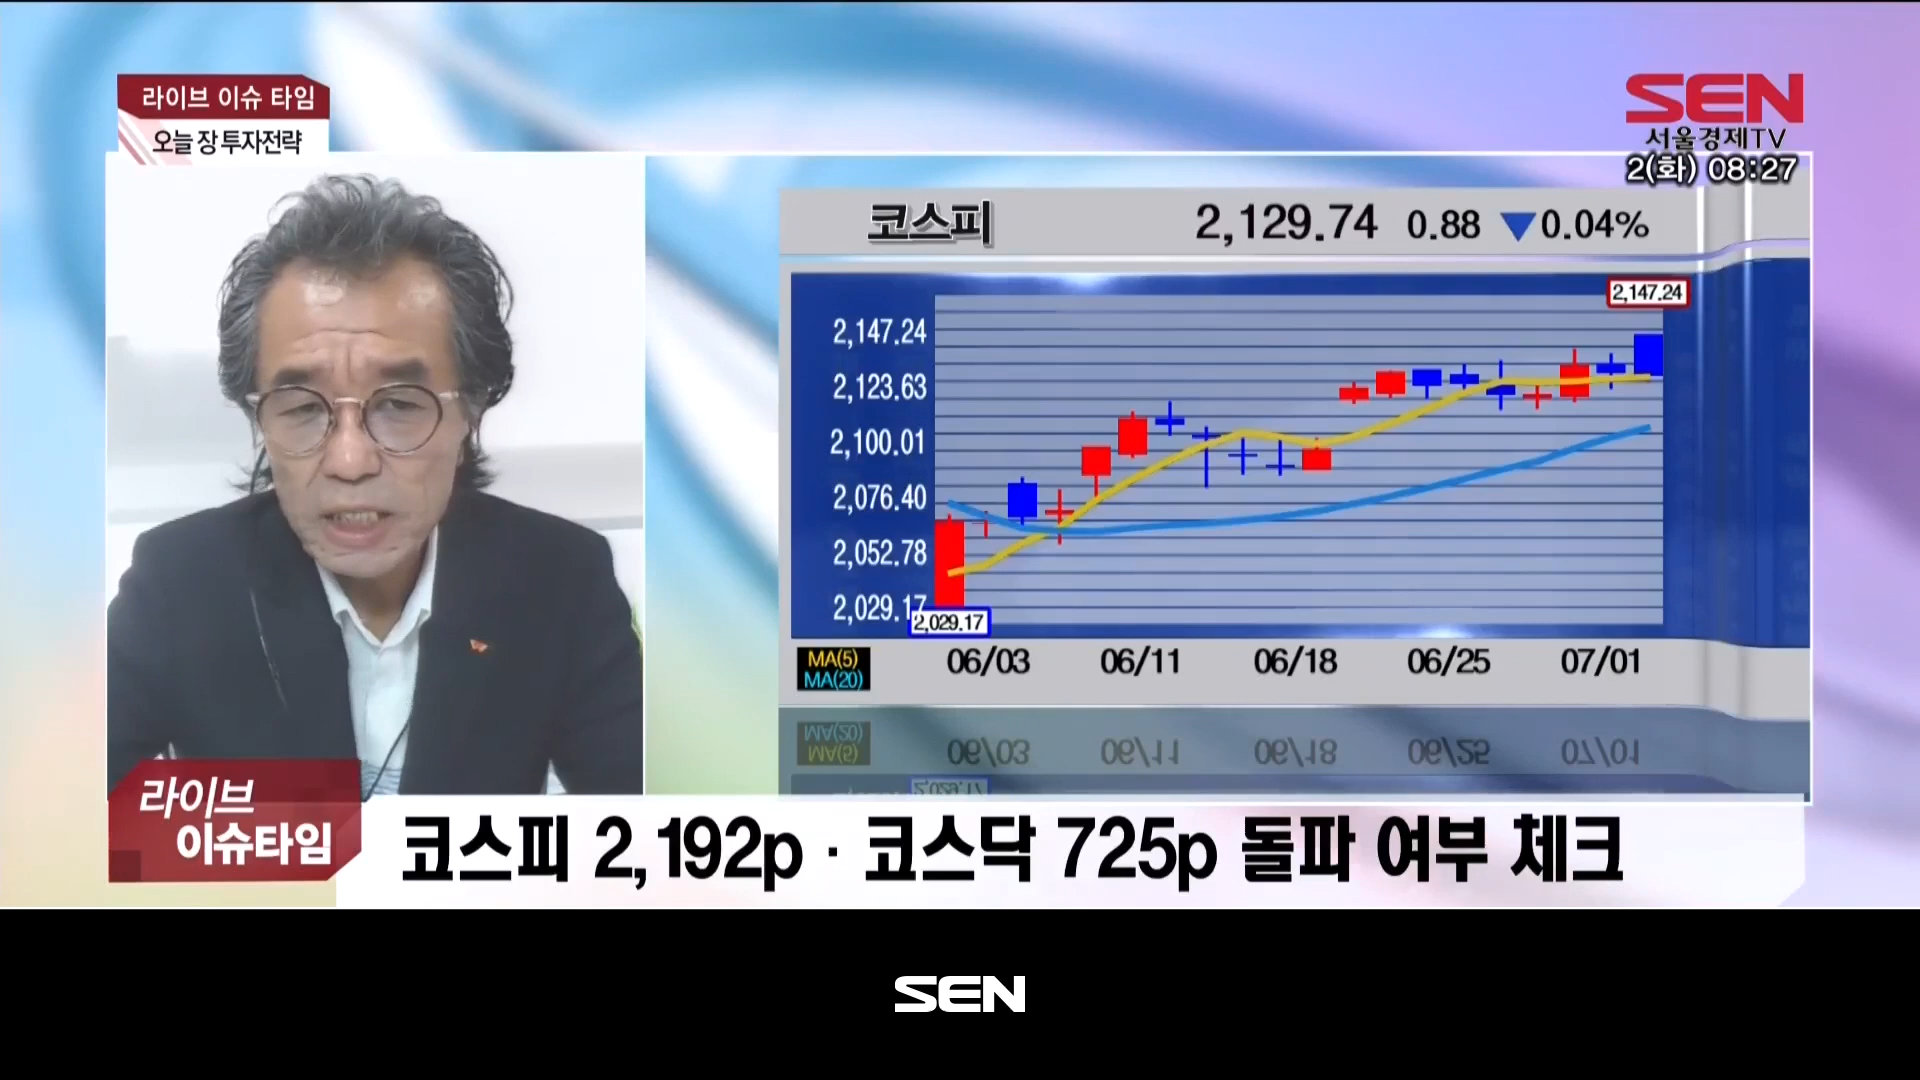 라이브 이슈 타임
오늘 장 투자전략
SEN
서울경제TV
2(화) 08:27
코스피 2,129.74 0.88 ▼0.04%
2,147.24
2,147.24
2,123.63
2,100.01
2,076.40
2,052.78
2,029.17
2,029.17
MA(5)
MA(20)
06/03 06/11 06/18 06/25 07/01
라이브
이슈타임
코스피 2,192p · 코스닥 725p 돌파 여부 체크
SEN